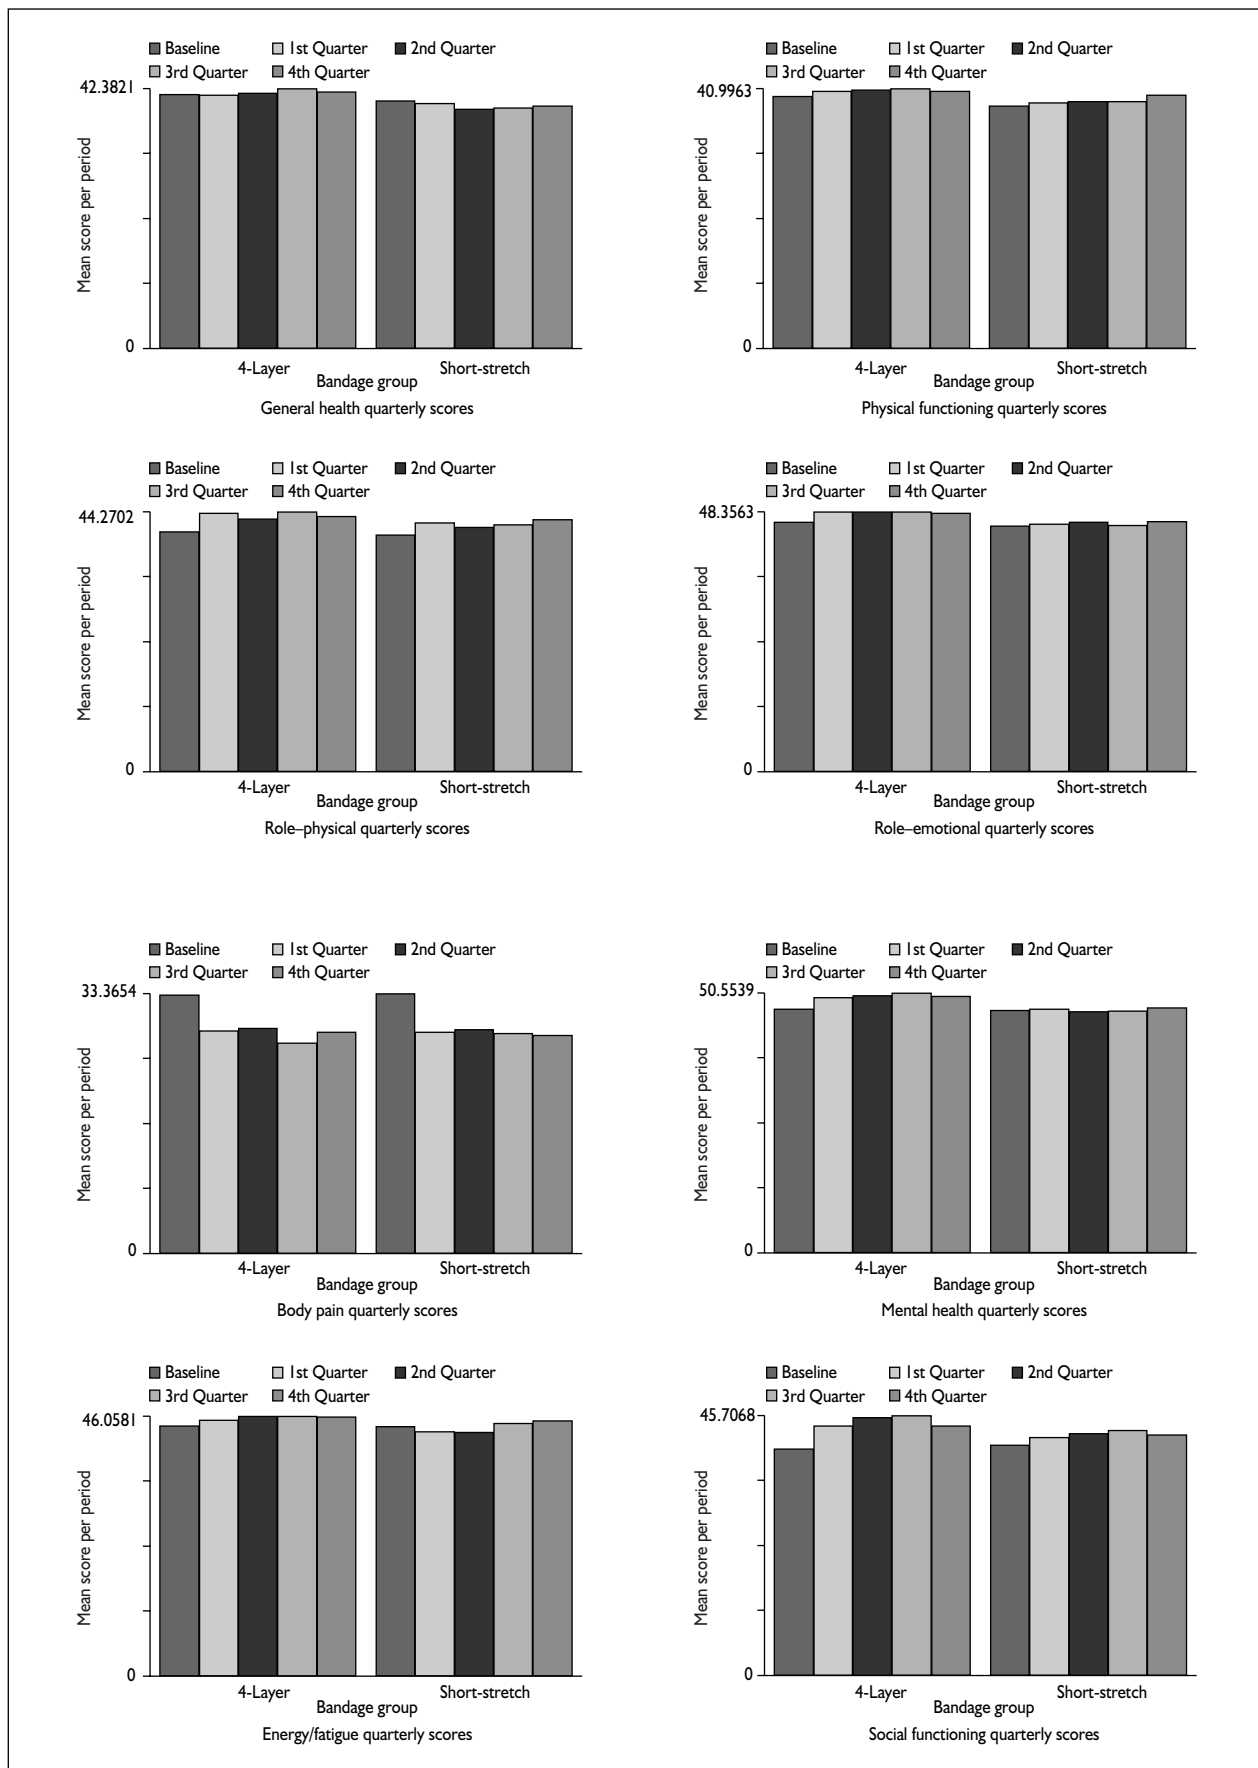 Baseline 1st Quarter 2nd Quarter
3rd Quarter 4th Quarter
42.3821
Mean score per period
0
4-Layer Short-stretch
Bandage group
General health quarterly scores
Baseline 1st Quarter 2nd Quarter
3rd Quarter 4th Quarter
40.9963
Mean score per period
0
4-Layer Short-stretch
Bandage group
Physical functioning quarterly scores
Baseline 1st Quarter 2nd Quarter
3rd Quarter 4th Quarter
44.2702
Mean score per period
0
4-Layer Short-stretch
Bandage group
Role–physical quarterly scores
Baseline 1st Quarter 2nd Quarter
3rd Quarter 4th Quarter
48.3563
Mean score per period
0
4-Layer Short-stretch
Bandage group
Role–emotional quarterly scores
Baseline 1st Quarter 2nd Quarter
3rd Quarter 4th Quarter
33.3654
Mean score per period
0
4-Layer Short-stretch
Bandage group
Body pain quarterly scores
Baseline 1st Quarter 2nd Quarter
3rd Quarter 4th Quarter
50.5539
Mean score per period
0
4-Layer Short-stretch
Bandage group
Mental health quarterly scores
Baseline 1st Quarter 2nd Quarter
3rd Quarter 4th Quarter
46.0581
Mean score per period
0
4-Layer Short-stretch
Bandage group
Energy/fatigue quarterly scores
Baseline 1st Quarter 2nd Quarter
3rd Quarter 4th Quarter
45.7068
Mean score per period
0
4-Layer Short-stretch
Bandage group
Social functioning quarterly scores